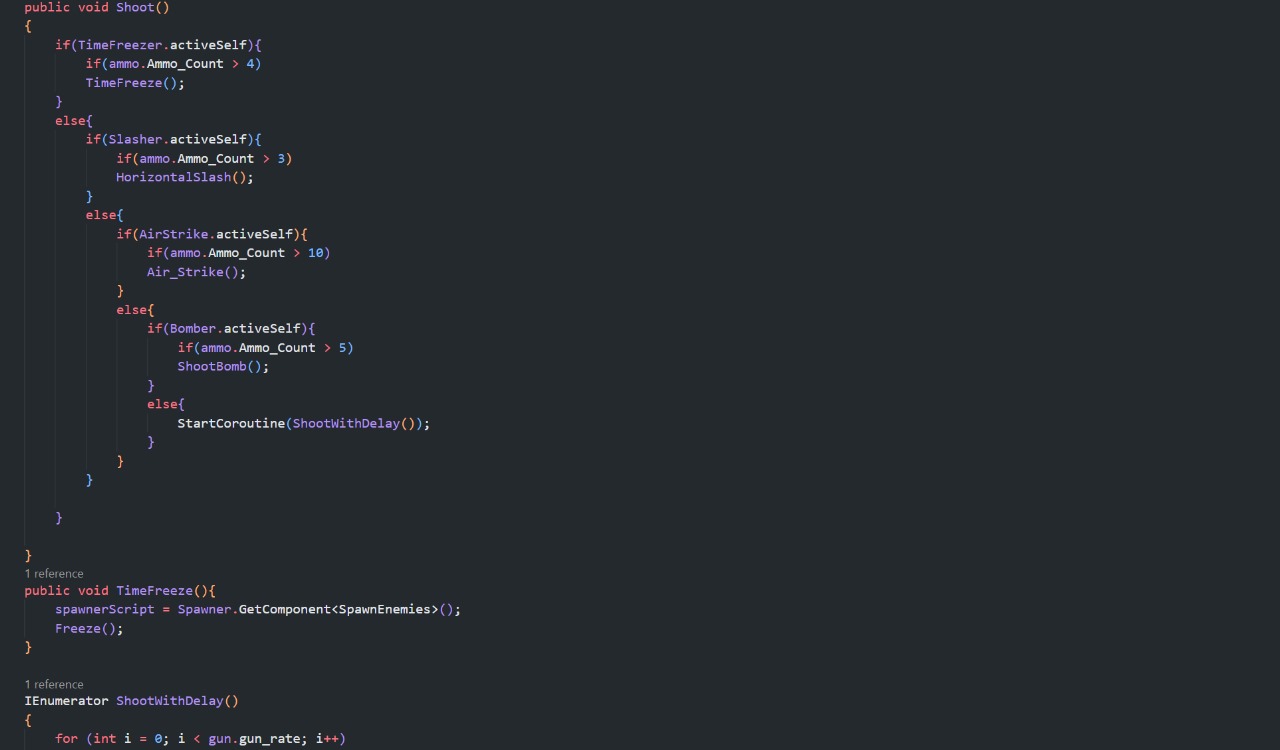 public void Shoot()
{
if(TimeFreezer.activeSelf){
if(ammo.Ammo_Count > 4)
TimeFreeze();
}
else{
if(Slasher.activeSelf){
if(ammo.Ammo_Count > 3)
HorizontalSlash();
}
else{
if(AirStrike.activeSelf){
if(ammo.Ammo_Count > 10)
Air_Strike();
}
else{
if(Bomber.activeSelf){
if(ammo.Ammo_Count > 5)
ShootBomb();
}
else{
StartCoroutine(ShootWithDelay());
}
}
}
}
}
1 reference
public void TimeFreeze(){
spawnerScript = Spawner.GetComponent<SpawnEnemies>();
Freeze();
}
1 reference
IEnumerator ShootWithDelay()
{
for (int i = 0; i < gun.gun_rate; i++)